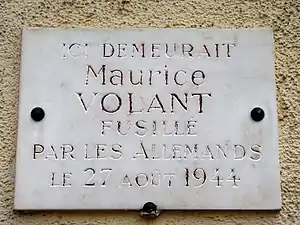 ICI DEMEURAIT
Maurice
VOLANT
FUSILLÉ
PAR LES ALLEMANDS
LE 27 AOÛT 1944